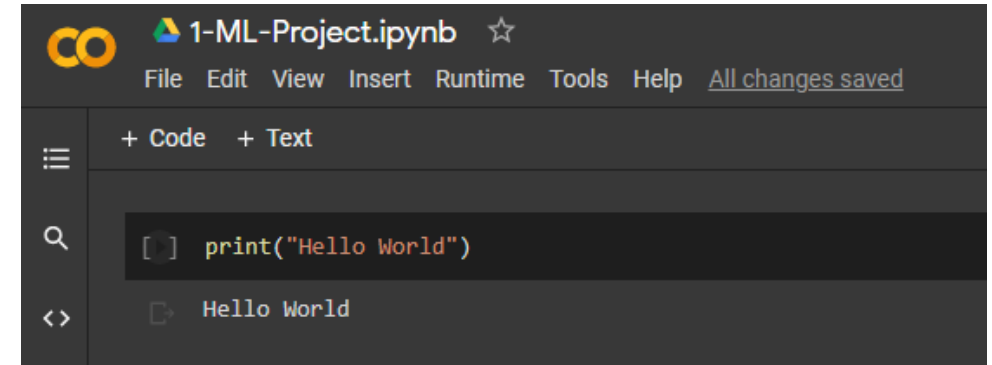 CO 1-ML-Project.ipynb
File Edit View Insert Runtime Tools Help All changes saved
+ Code + Text
[ ] print("Hello World")
<> Hello World